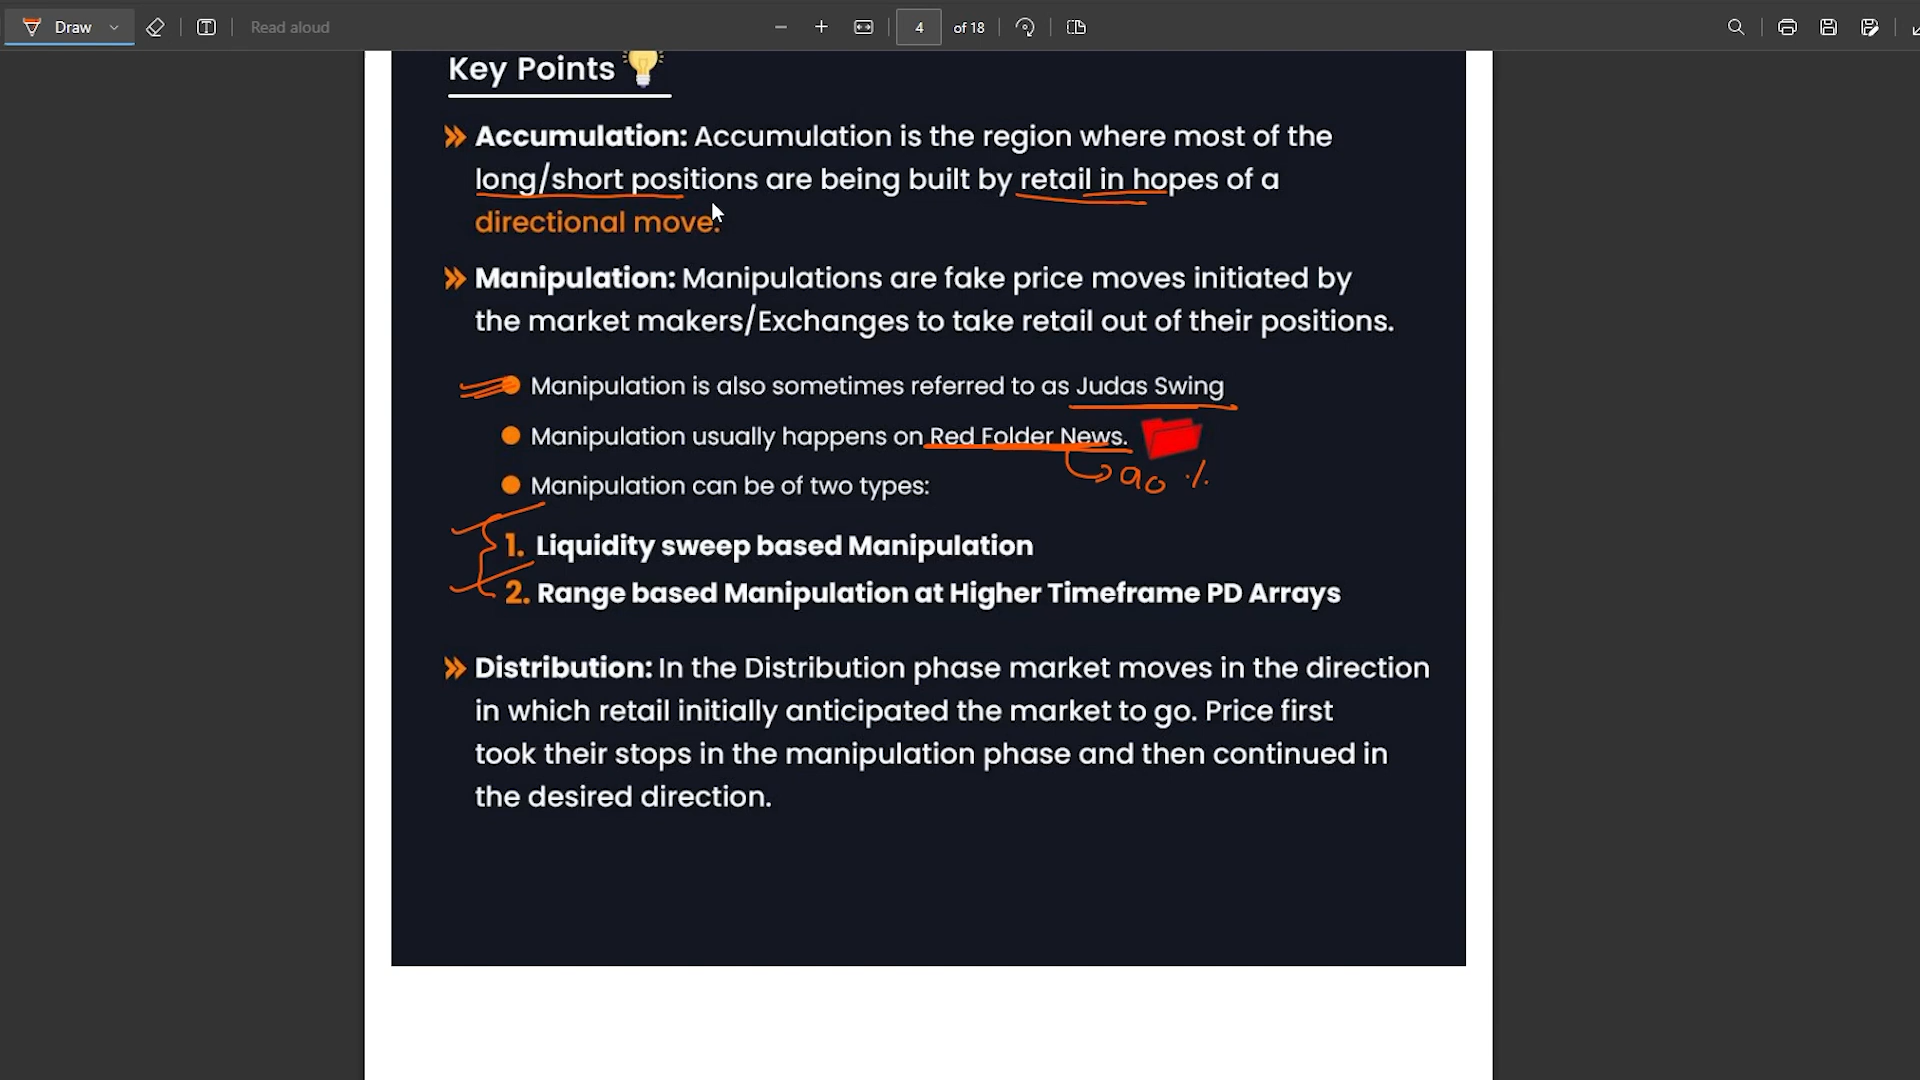 Draw
Read aloud
4
of 18
Key Points
Accumulation: Accumulation is the region where most of the
long/short positions are being built by retail in hopes of a
directional move.
Manipulation: Manipulations are fake price moves initiated by
the market makers/Exchanges to take retail out of their positions.
Manipulation is also sometimes referred to as Judas Swing
Manipulation usually happens on Red Folder News.
90 %
Manipulation can be of two types:
1. Liquidity sweep based Manipulation
2. Range based Manipulation at Higher Timeframe PD Arrays
Distribution: In the Distribution phase market moves in the direction
in which retail initially anticipated the market to go. Price first
took their stops in the manipulation phase and then continued in
the desired direction.